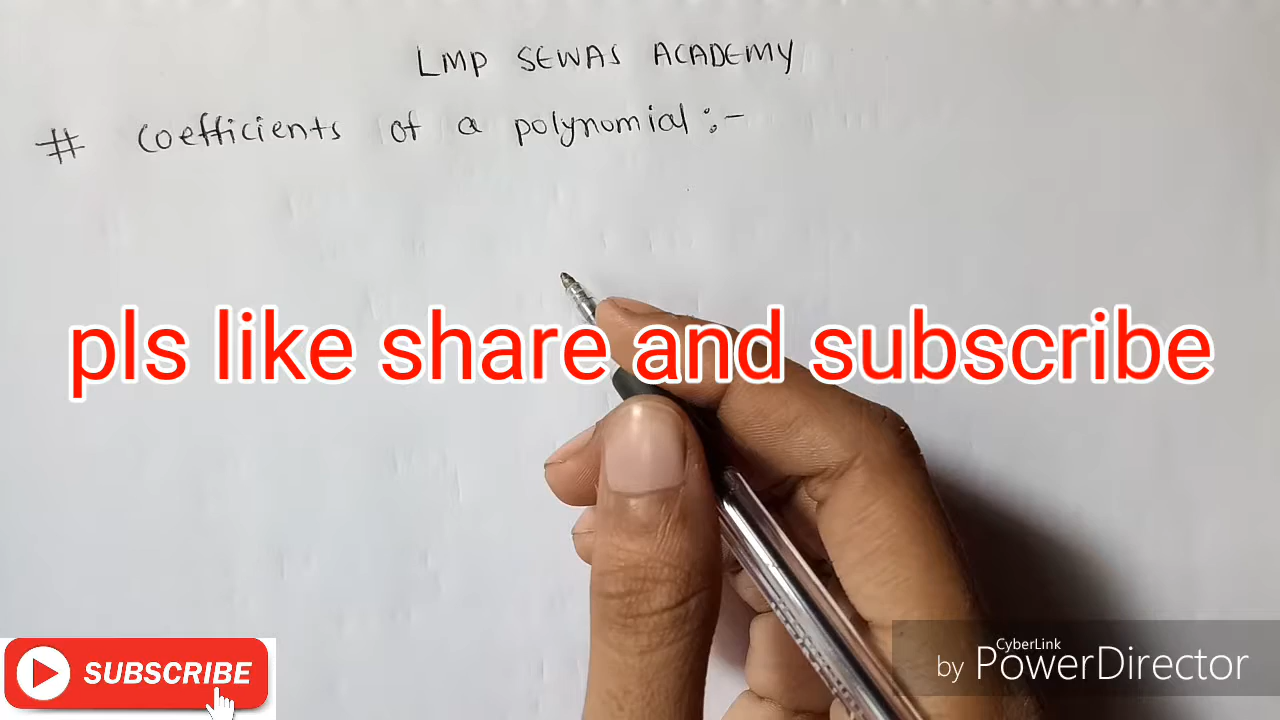 LMP SEWAS ACADEMY
# Coefficients of a polynomial :-
pls like share and subscribe
SUBSCRIBE
CyberLink
by PowerDirector